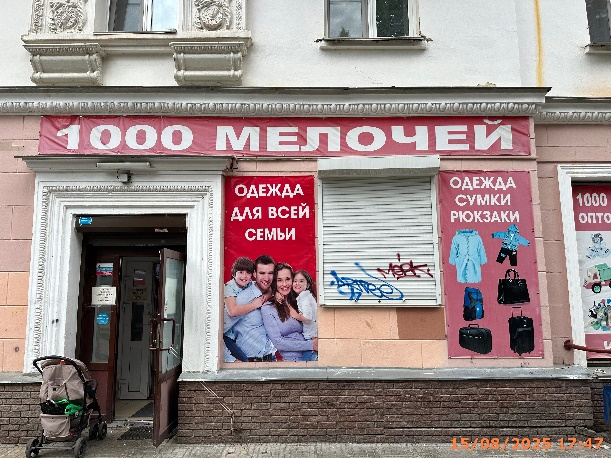 1000 МЕЛОЧЕЙ
ОДЕЖДА
ДЛЯ ВСЕЙ
СЕМЬИ
ОДЕЖДА
СУМКИ
РЮКЗАКИ
1000
ОПТО
15/08/2025 17:47